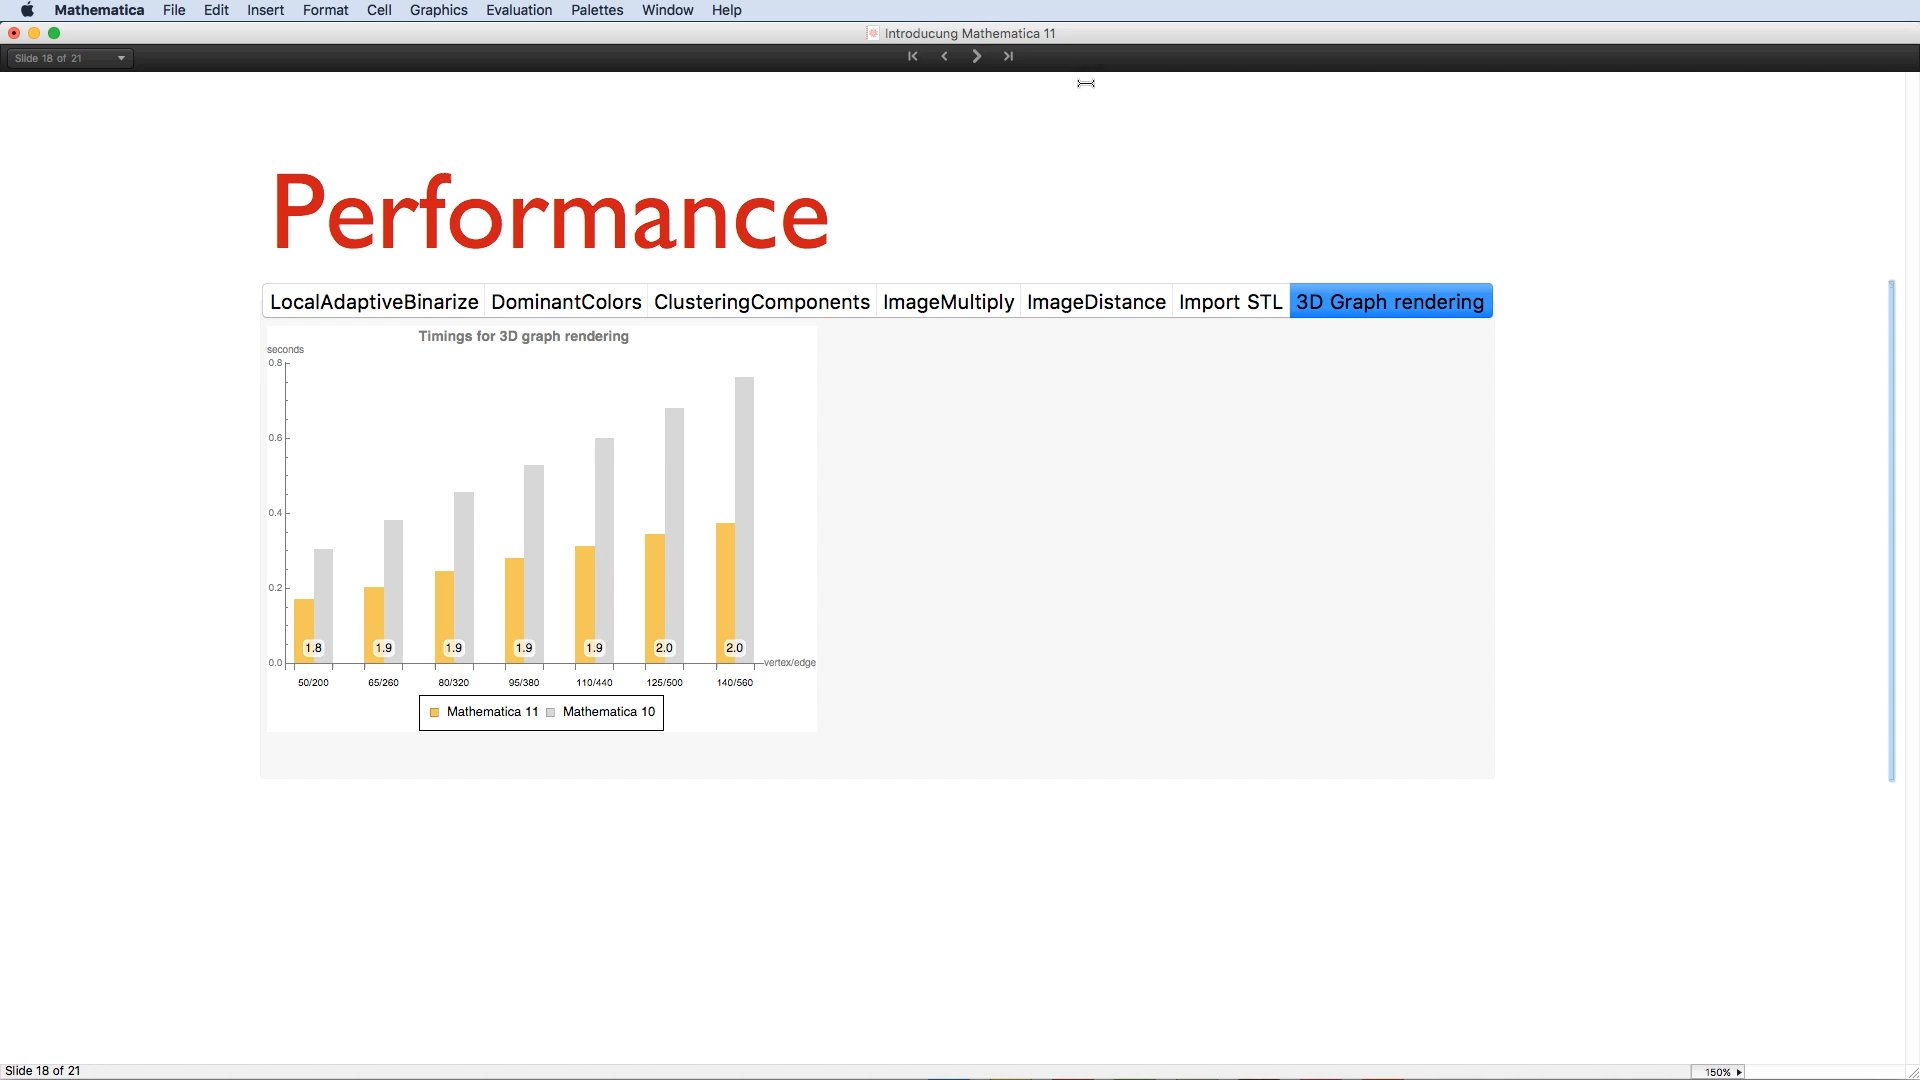 Mathematica File Edit Insert Format Cell Graphics Evaluation Palettes Window Help
Introducung Mathematica 11
Slide 18 of 21
Performance
LocalAdaptiveBinarize DominantColors ClusteringComponents ImageMultiply ImageDistance Import STL 3D Graph rendering
Timings for 3D graph rendering
seconds
0.8
0.6
0.4
0.2
0.0
1.8 1.9 1.9 1.9 1.9 2.0 2.0
vertex/edge
50/200 65/260 80/320 95/380 110/440 125/500 140/560
Mathematica 11 Mathematica 10
Slide 18 of 21
150%